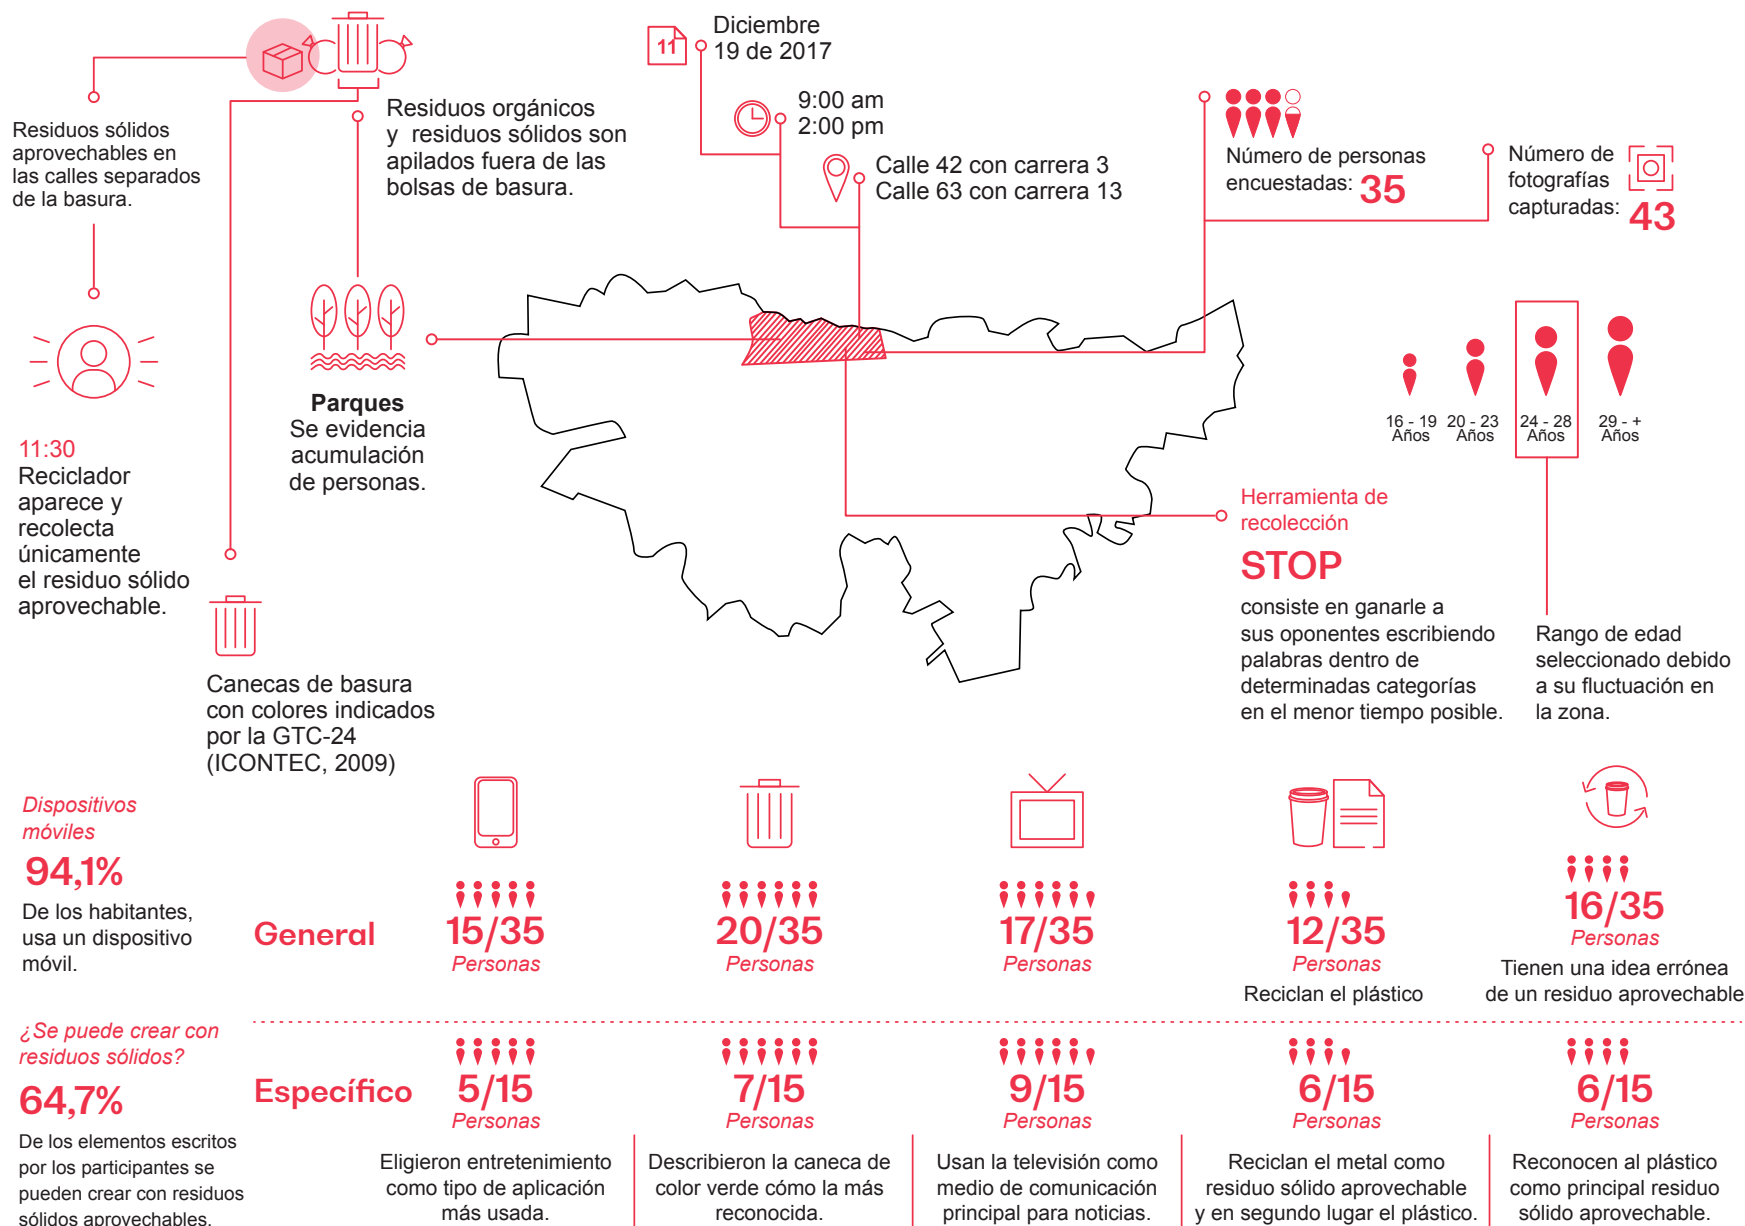 Diciembre
19 de 2017
11
9:00 am
2:00 pm
Calle 42 con carrera 3
Calle 63 con carrera 13
Número de personas
encuestadas: 35
Número de
fotografías
capturadas: 43
Residuos sólidos
aprovechables en
las calles separados
de la basura.
Residuos orgánicos
y residuos sólidos son
apilados fuera de las
bolsas de basura.
11:30
Reciclador
aparece y
recolecta
únicamente
el residuo sólido
aprovechable.
Parques
Se evidencia
acumulación
de personas.
Canecas de basura
con colores indicados
por la GTC-24
(ICONTEC, 2009)
16 - 19
Años
20 - 23
Años
24 - 28
Años
29 - +
Años
Herramienta de
recolección
STOP
consiste en ganarle a
sus oponentes escribiendo
palabras dentro de
determinadas categorías
en el menor tiempo posible.
Rango de edad
seleccionado debido
a su fluctuación en
la zona.
Dispositivos
móviles
94,1%
De los habitantes,
usa un dispositivo
móvil.
General
15/35
Personas
20/35
Personas
17/35
Personas
12/35
Personas
Reciclan el plástico
16/35
Personas
Tienen una idea errónea
de un residuo aprovechable
¿Se puede crear con
residuos sólidos?
64,7%
De los elementos escritos
por los participantes se
pueden crear con residuos
sólidos aprovechables.
Específico
5/15
Personas
Eligieron entretenimiento
como tipo de aplicación
más usada.
7/15
Personas
Describieron la caneca de
color verde cómo la más
reconocida.
9/15
Personas
Usan la televisión como
medio de comunicación
principal para noticias.
6/15
Personas
Reciclan el metal como
residuo sólido aprovechable
y en segundo lugar el plástico.
6/15
Personas
Reconocen al plástico
como principal residuo
sólido aprovechable.